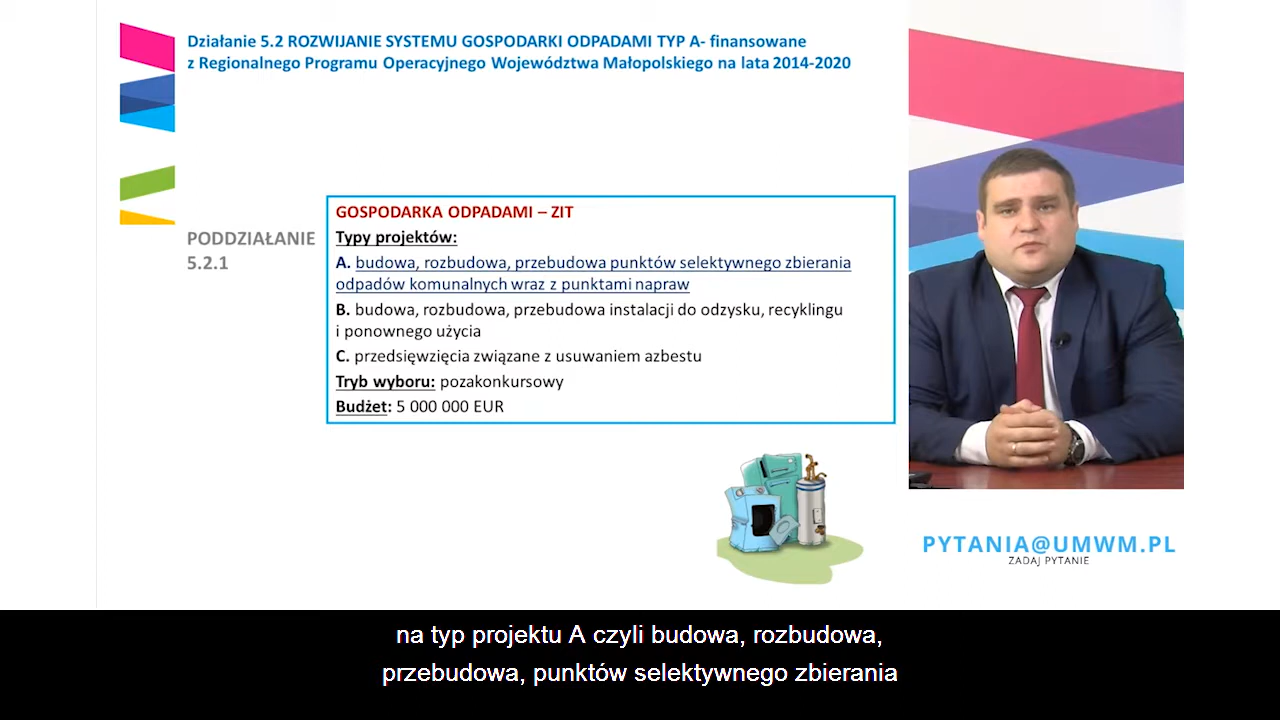 Działanie 5.2 ROZWIJANIE SYSTEMU GOSPODARKI ODPADAMI TYP A- finansowane
z Regionalnego Programu Operacyjnego Województwa Małopolskiego na lata 2014-2020
PODDZIAŁANIE
5.2.1
GOSPODARKA ODPADAMI – ZIT
Typy projektów:
A. budowa, rozbudowa, przebudowa punktów selektywnego zbierania
odpadów komunalnych wraz z punktami napraw
B. budowa, rozbudowa, przebudowa instalacji do odzysku, recyklingu
i ponownego użycia
C. przedsięwzięcia związane z usuwaniem azbestu
Tryb wyboru: pozakonkursowy
Budżet: 5 000 000 EUR
PYTANIA@UMWM.PL
ZADAJ PYTANIE
na typ projektu A czyli budowa, rozbudowa,
przebudowa, punktów selektywnego zbierania